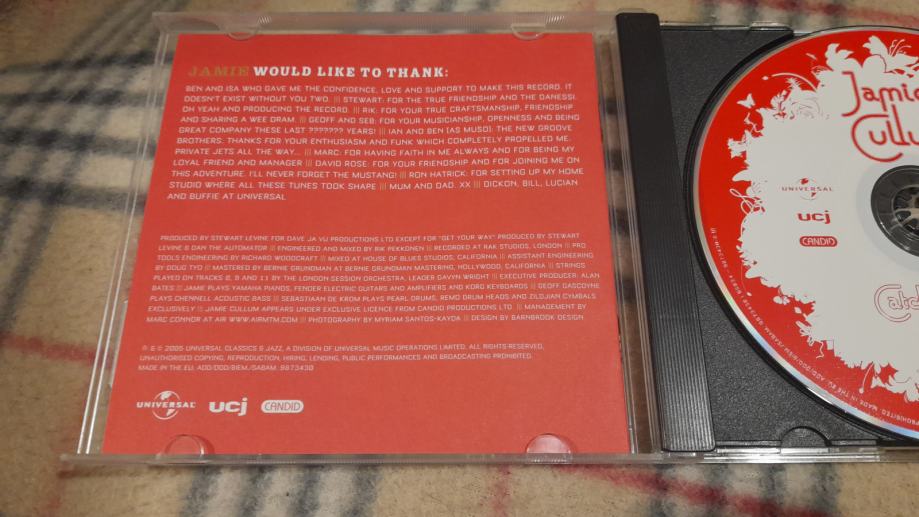 JAMIE WOULD LIKE TO THANK:
BEN AND ISA WHO GAVE ME THE CONFIDENCE, LOVE AND SUPPORT TO MAKE THIS RECORD. IT
DOESN'T EXIST WITHOUT YOU TWO. /// STEWART: FOR THE TRUE FRIENDSHIP AND THE DANESSI.
OH YEAH AND PRODUCING THE RECORD. /// RIK: FOR YOUR TRUE CRAFTSMANSHIP, FRIENDSHIP
AND SHARING A WEE DRAM. /// GEOFF AND SEB: FOR YOUR MUSICIANSHIP, OPENNESS AND BEING
GREAT COMPANY THESE LAST ??????? YEARS! /// IAN AND BEN (AS MUSO): THE NEW GROOVE
BROTHERS. THANKS FOR YOUR ENTHUSIASM AND FUNK WHICH COMPLETELY PROPELLED ME.
PRIVATE JETS ALL THE WAY... /// MARC: FOR HAVING FAITH IN ME ALWAYS AND FOR BEING MY
LOYAL FRIEND AND MANAGER /// DAVID ROSE: FOR YOUR FRIENDSHIP AND FOR JOINING ME ON
THIS ADVENTURE. I'LL NEVER FORGET THE MUSTANG! /// RON HATRICK: FOR SETTING UP MY HOME
STUDIO WHERE ALL THESE TUNES TOOK SHAPE /// MUM AND DAD. XX /// DICKON, BILL, LUCIAN
AND BUFFIE AT UNIVERSAL
PRODUCED BY STEWART LEVINE FOR DAVE JA VU PRODUCTIONS LTD EXCEPT FOR "GET YOUR WAY" PRODUCED BY STEWART
LEVINE & DAN THE AUTOMATOR /// ENGINEERED AND MIXED BY RIK PEKKONEN /// RECORDED AT RAK STUDIOS, LONDON /// PRO
TOOLS ENGINEERING BY RICHARD WOODCRAFT /// MIXED AT HOUSE OF BLUES STUDIOS, CALIFORNIA /// ASSISTANT ENGINEERING
BY DOUG TYO /// MASTERED BY BERNIE GRUNDMAN AT BERNIE GRUNDMAN MASTERING, HOLLYWOOD, CALIFORNIA /// STRINGS
PLAYED ON TRACKS 2, 8 AND 11 BY THE LONDON SESSION ORCHESTRA, LEADER GAVYN WRIGHT /// EXECUTIVE PRODUCER: ALAN
BATES /// JAMIE PLAYS YAMAHA PIANOS, FENDER ELECTRIC GUITARS AND AMPLIFIERS AND KORG KEYBOARDS /// GEOFF GASCOYNE
PLAYS CHENNELL ACOUSTIC BASS /// SEBASTIAAN DE KROM PLAYS PEARL DRUMS, REMO DRUM HEADS AND ZILDJIAN CYMBALS
EXCLUSIVELY /// JAMIE CULLUM APPEARS UNDER EXCLUSIVE LICENCE FROM CANDID PRODUCTIONS LTD /// MANAGEMENT BY
MARC CONNOR AT AIR WWW.AIRMTM.COM /// PHOTOGRAPHY BY MYRIAM SANTOS-KAYDA /// DESIGN BY BARNBROOK DESIGN
℗ & © 2005 UNIVERSAL CLASSICS & JAZZ, A DIVISION OF UNIVERSAL MUSIC OPERATIONS LIMITED. ALL RIGHTS RESERVED.
UNAUTHORISED COPYING, REPRODUCTION, HIRING, LENDING, PUBLIC PERFORMANCES AND BROADCASTING PROHIBITED.
MADE IN THE EU. ADD/DDD/BIEM/SABAM. 9873430
UNIVERSAL ucj CANDID
Jamie
UNIVERSAL
ucj
CANDID